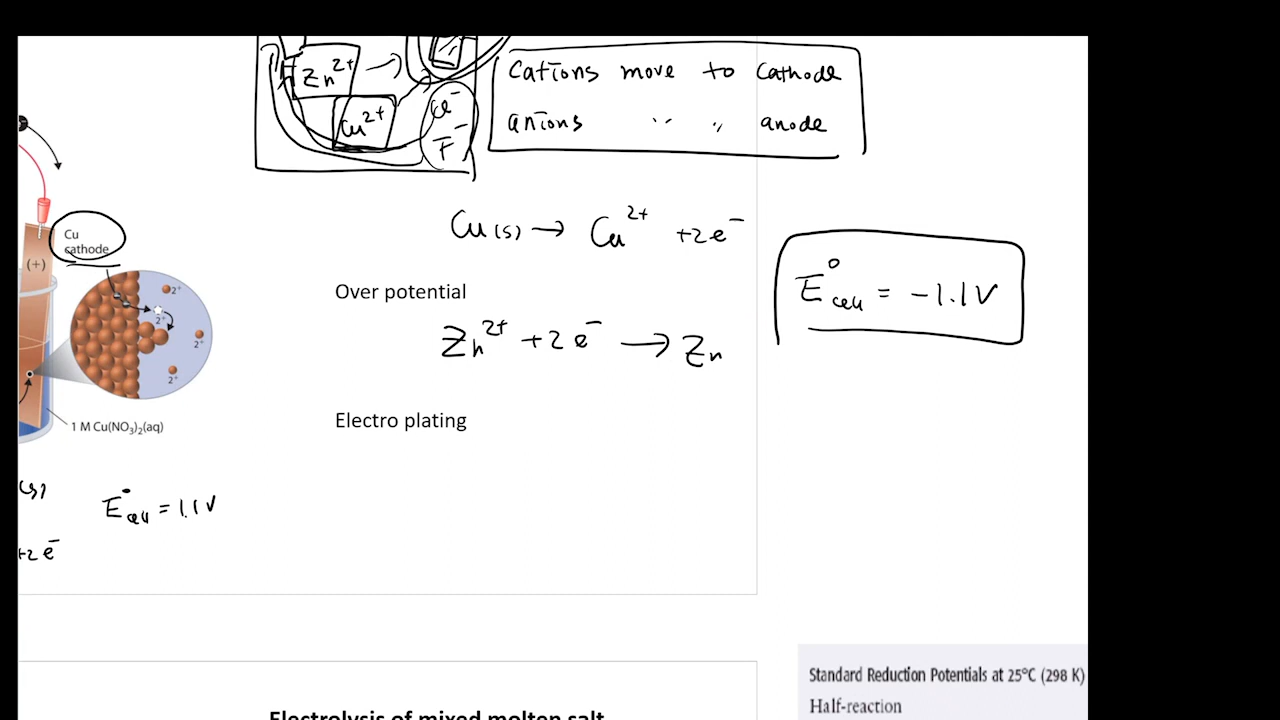 Zn²⁺ →
Cu²⁺
Cl⁻
F⁻
Cations move to cathode
anions " " anode
Cu
cathode
(+)
2+
2+
2+
2+
1 M Cu(NO₃)₂(aq)
Cu(s) → Cu²⁺ +2e⁻
Over potential
Zn²⁺ +2e⁻ → Zn
E°cell = -1.1V
Electro plating
(s)
E°cell = 1.1V
+2e⁻
Electrolysis of mixed molten salt
Standard Reduction Potentials at 25°C (298 K)
Half-reaction